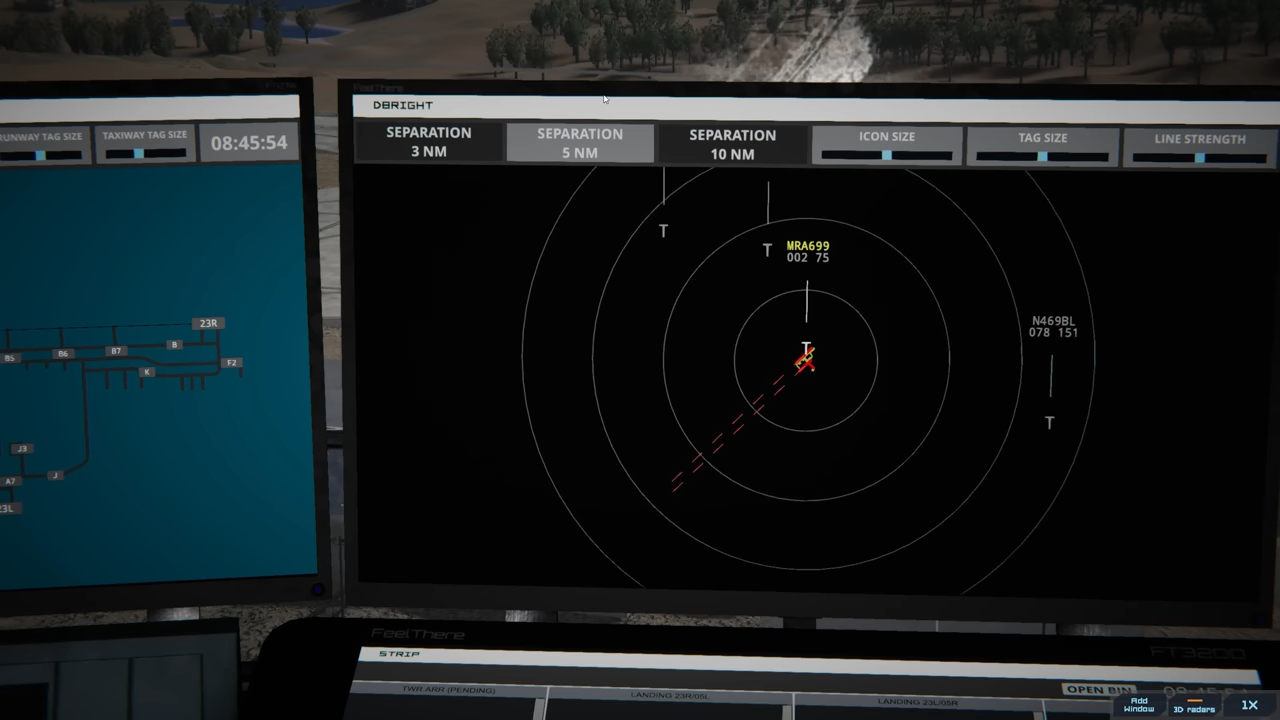 FeelThere
DBRIGHT
RUNWAY TAG SIZE
TAXIWAY TAG SIZE
08:45:54
SEPARATION
3 NM
SEPARATION
5 NM
SEPARATION
10 NM
ICON SIZE
TAG SIZE
LINE STRENGTH
T
T
MRA699
002 75
T
N469BL
078 151
T
23R
B5
B6
B7
B
K
F2
J3
A7
J
23L
FeelThere
FT3200
STRIP
TWR ARR (PENDING)
LANDING 23R/05L
LANDING 23L/05R
OPEN BIN
Add
Window
3D radars
1X